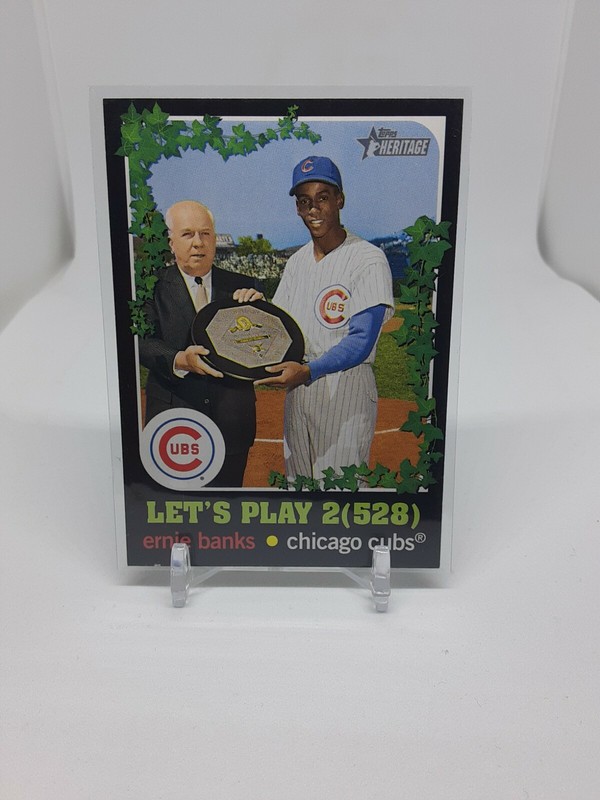 TOPPS
HERITAGE
C
UBS
C
UBS
LET'S PLAY 2(528)
ernie banks • chicago cubs®